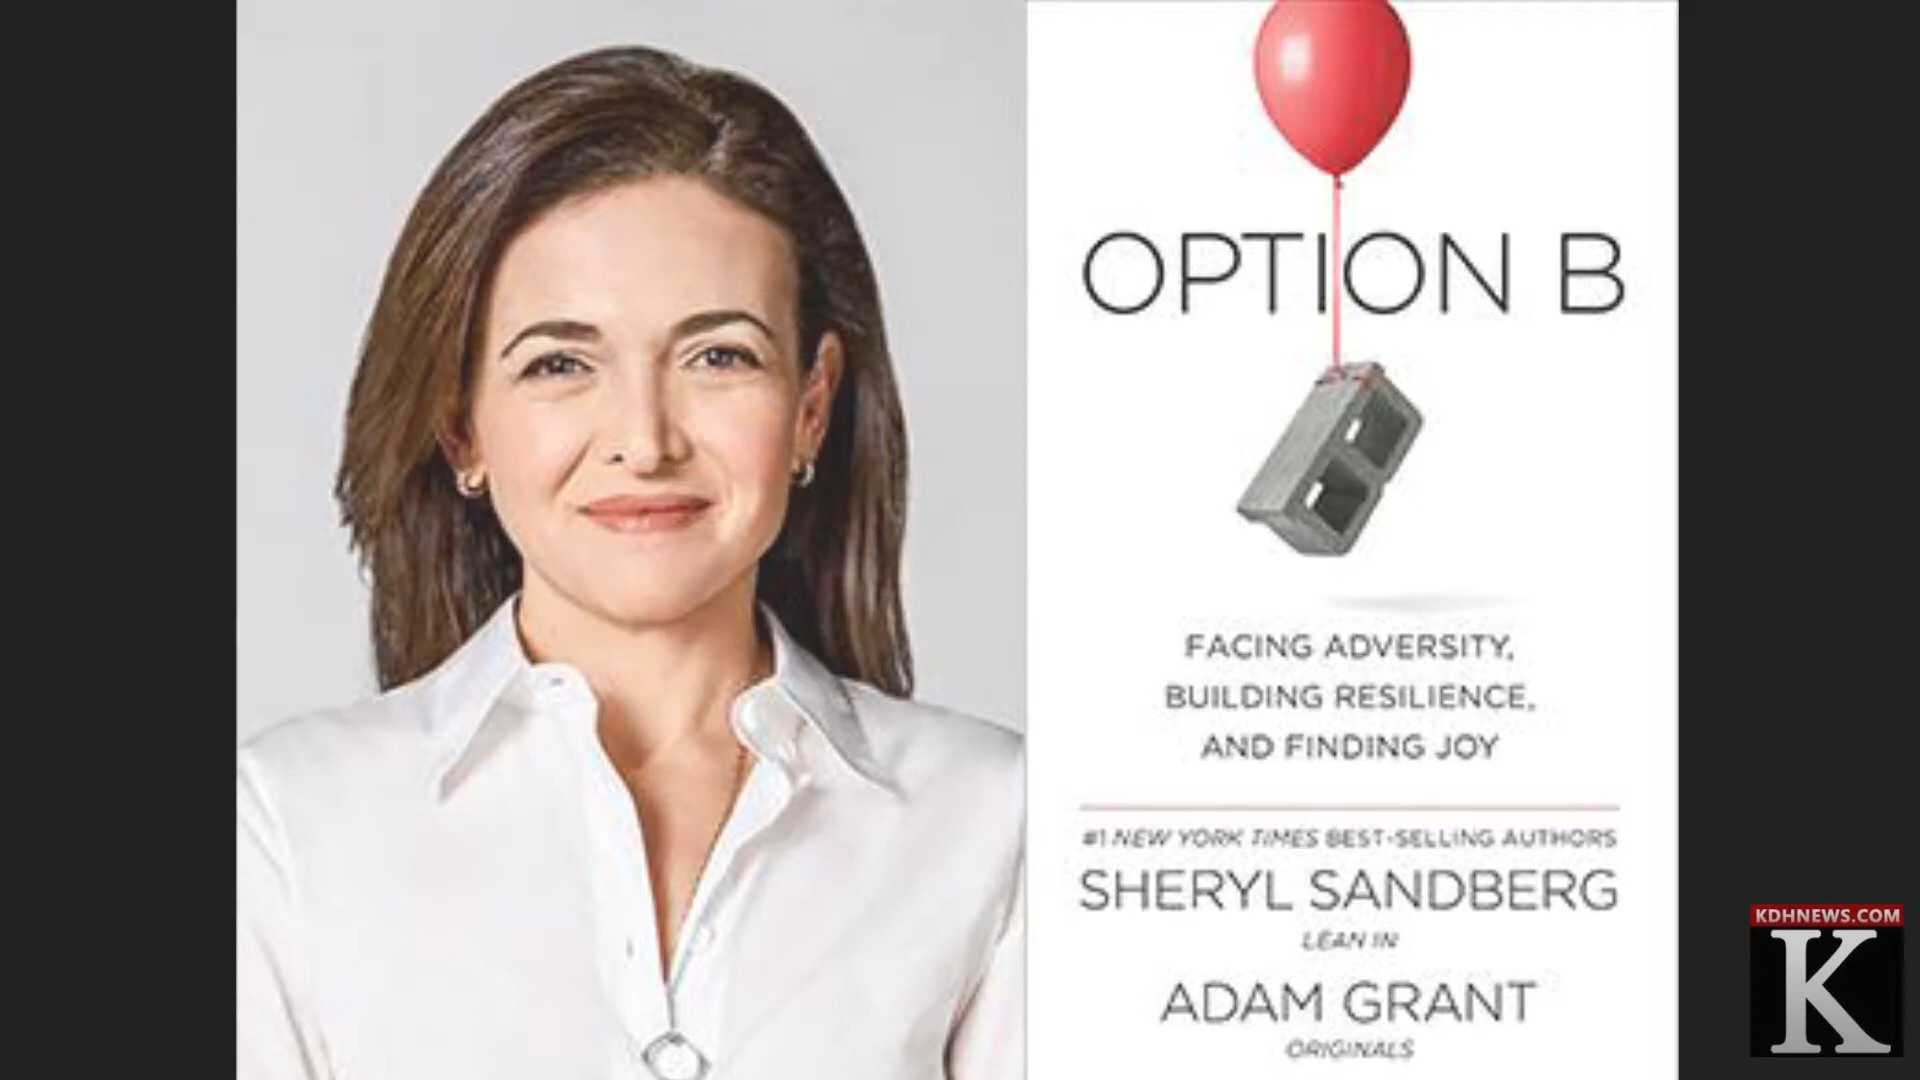 OPTION B
FACING ADVERSITY,
BUILDING RESILIENCE,
AND FINDING JOY
#1 NEW YORK TIMES BEST-SELLING AUTHORS
SHERYL SANDBERG
LEAN IN
ADAM GRANT
ORIGINALS
KDHNEWS.COM
K